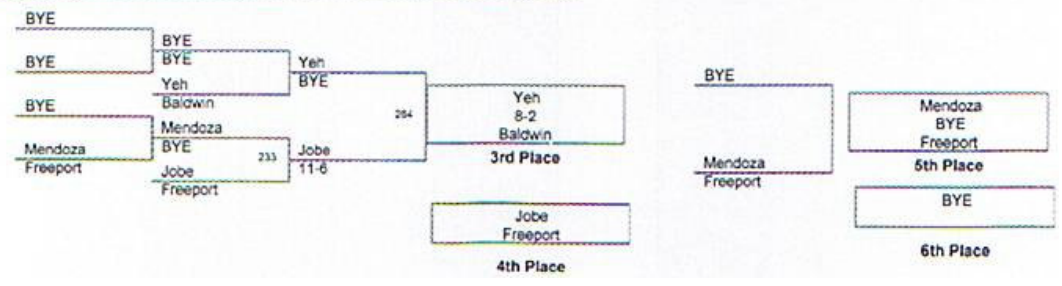 BYE
BYE
BYE
BYE
BYE
Yeh
BYE
Yeh
Baldwin
BYE
Mendoza
BYE
Mendoza
Freeport
233
Jobe
11-6
Jobe
Freeport
264
Yeh
8-2
Baldwin
3rd Place
Jobe
Freeport
4th Place
BYE
Mendoza
Freeport
Mendoza
BYE
Freeport
5th Place
BYE
6th Place